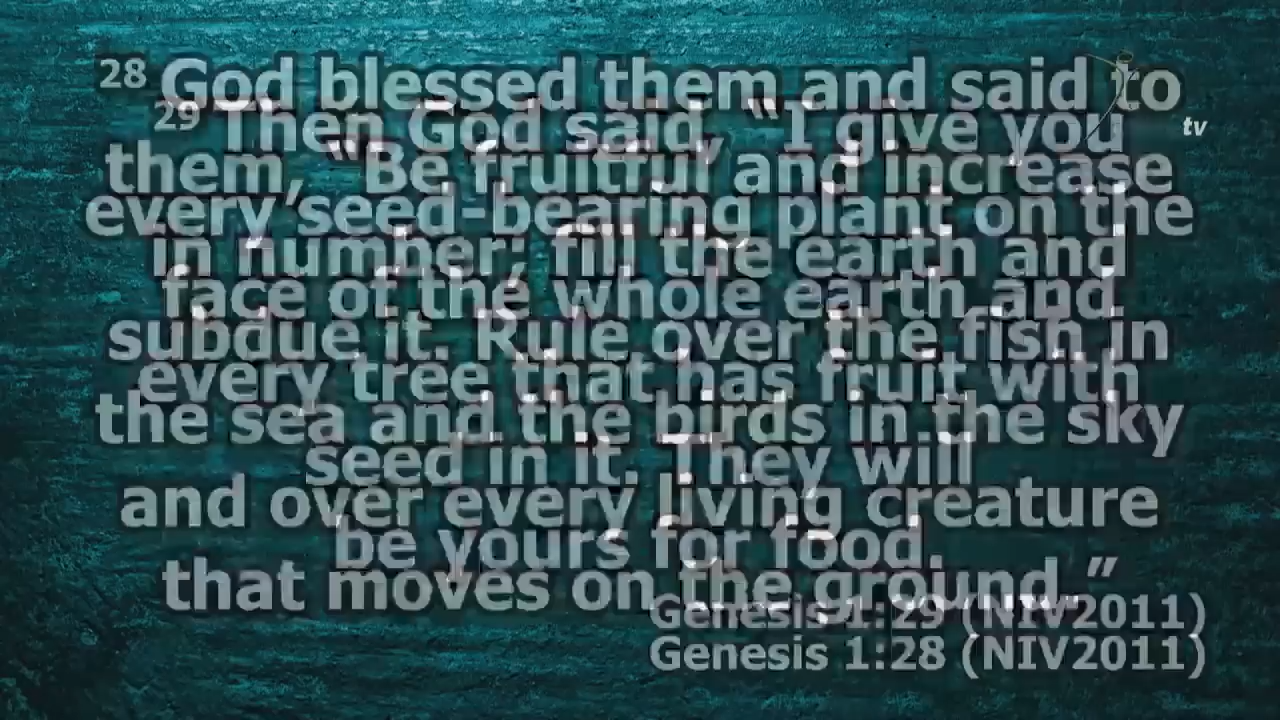 28 God blessed them and said to
them, “Be fruitful and increase
in number; fill the earth and
subdue it. Rule over the fish in
the sea and the birds in the sky
and over every living creature
that moves on the ground.”
Genesis 1:28 (NIV2011)
29 Then God said, “I give you
every seed-bearing plant on the
face of the whole earth and
every tree that has fruit with
seed in it. They will
be yours for food.
Genesis 1:29 (NIV2011)
tv